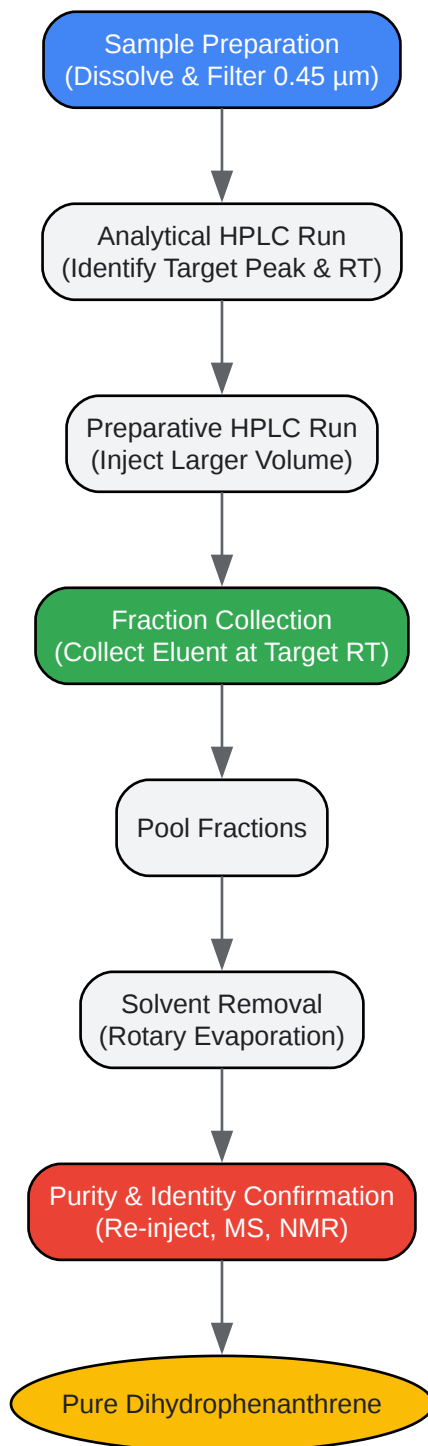 Sample Preparation
(Dissolve & Filter 0.45 µm)
Analytical HPLC Run
(Identify Target Peak & RT)
Preparative HPLC Run
(Inject Larger Volume)
Fraction Collection
(Collect Eluent at Target RT)
Pool Fractions
Solvent Removal
(Rotary Evaporation)
Purity & Identity Confirmation
(Re-inject, MS, NMR)
Pure Dihydrophenanthrene